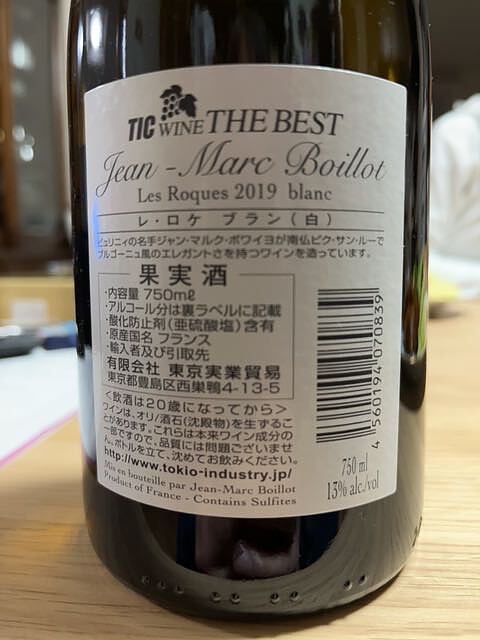 TIC WINE THE BEST
Jean-Marc Boillot
Les Roques 2019 blanc
レ・ロケ ブラン(白)
ピュリニィの名手ジャン・マルク・ボワイヨが南仏ピク・サン・ルーで
ブルゴーニュ風のエレガントさを持つワインを造っています。
果実酒
・内容量 750mℓ
・アルコール分は裏ラベルに記載
・酸化防止剤(亜硫酸塩)含有
・原産国名 フランス
・輸入者及び引取先
有限会社 東京実業貿易
東京都豊島区西巣鴨4-13-5
<飲酒は20歳になってから>
ワインは、オリ/酒石(沈殿物)を生ずるこ
とがあります。これらは本来ワイン成分の
一部ですので、品質には問題ございませ
ん。ボトルを立て、沈めてお飲みください。
http://www.tokio-industry.jp/
Mis en bouteille par Jean-Marc Boillot
Product of France - Contains Sulfites
4 560194 070839
750 ml
13% alc./vol